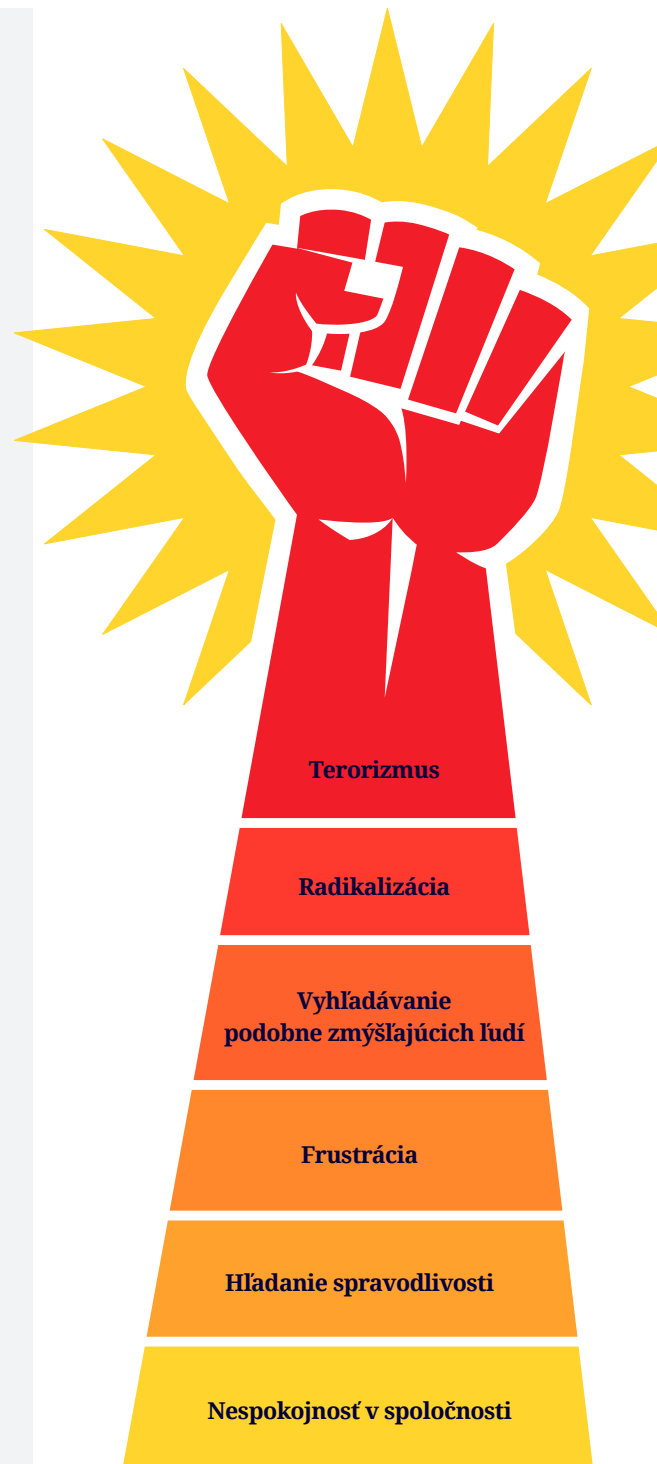 Terorizmus
Radikalizácia
Vyhľadávanie
podobne zmýšľajúcich ľudí
Frustrácia
Hľadanie spravodlivosti
Nespokojnosť v spoločnosti